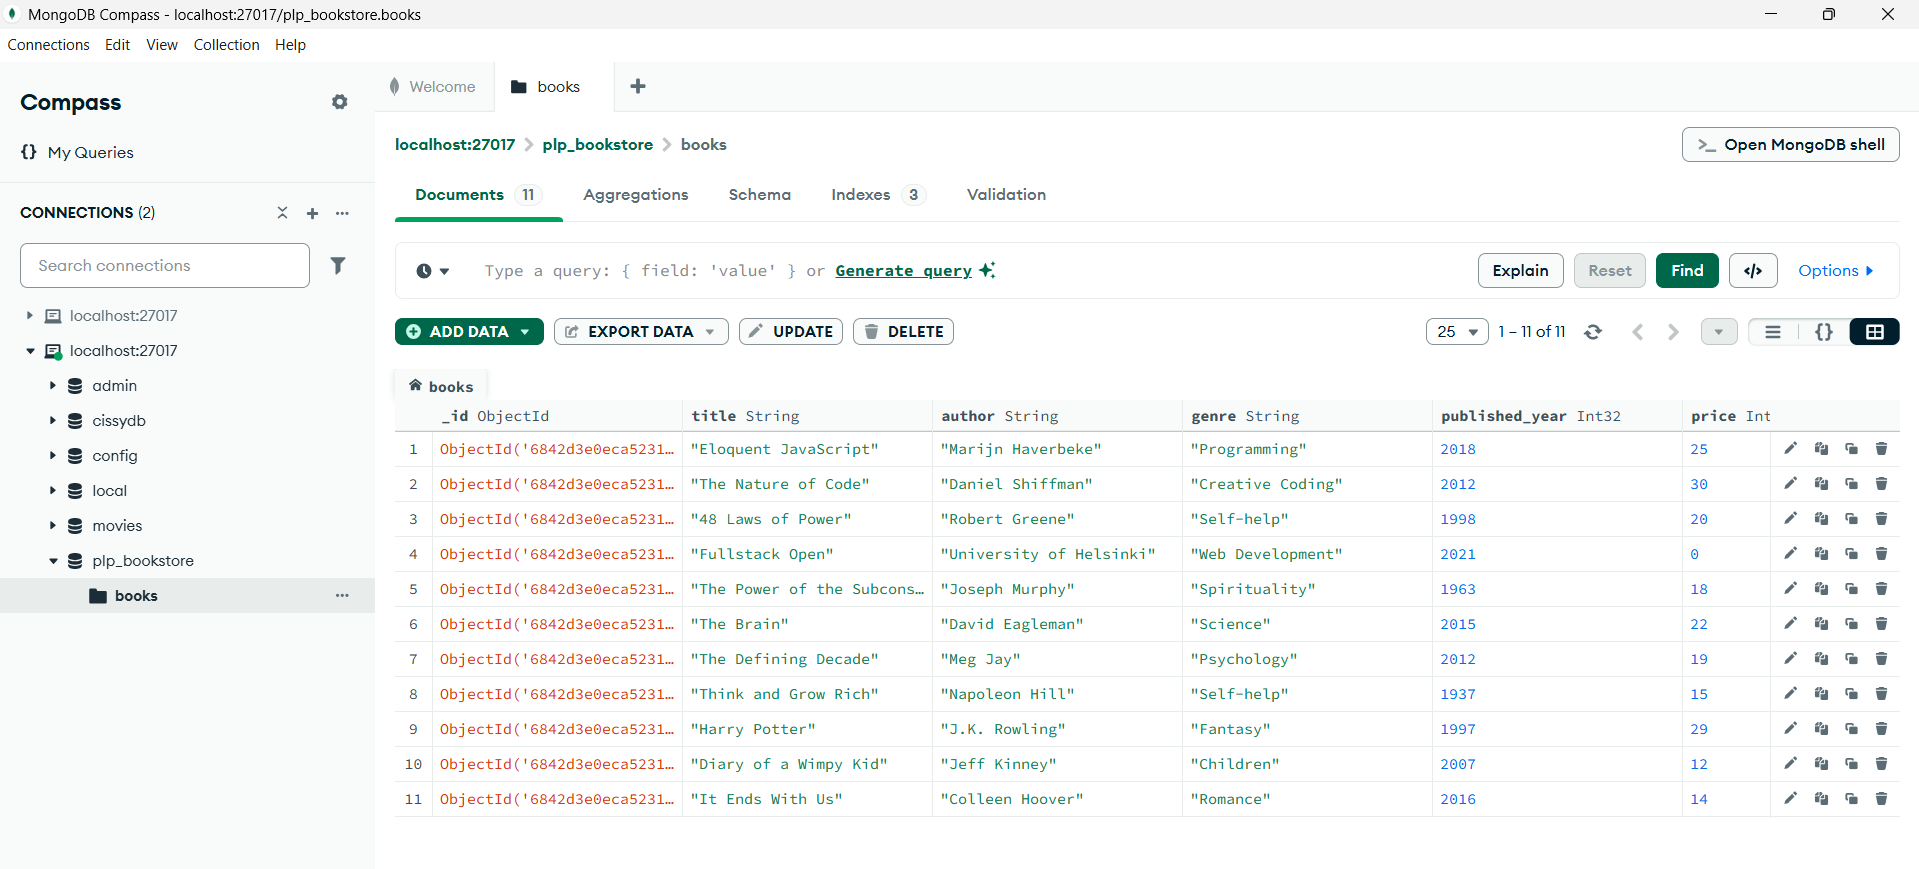 MongoDB Compass - localhost:27017/plp_bookstore.books
Connections Edit View Collection Help
Compass
My Queries
CONNECTIONS (2)
Search connections
localhost:27017
localhost:27017
admin
cissydb
config
local
movies
plp_bookstore
books
Welcome books
localhost:27017 > plp_bookstore > books
>_ Open MongoDB shell
Documents 11 Aggregations Schema Indexes 3 Validation
Type a query: { field: 'value' } or Generate query
Explain Reset Find </> Options
ADD DATA EXPORT DATA UPDATE DELETE
25 1 – 11 of 11 {}
books
_id ObjectId title String author String genre String published_year Int32 price Int
1 ObjectId('6842d3e0eca5231… "Eloquent JavaScript" "Marijn Haverbeke" "Programming" 2018 25
2 ObjectId('6842d3e0eca5231… "The Nature of Code" "Daniel Shiffman" "Creative Coding" 2012 30
3 ObjectId('6842d3e0eca5231… "48 Laws of Power" "Robert Greene" "Self-help" 1998 20
4 ObjectId('6842d3e0eca5231… "Fullstack Open" "University of Helsinki" "Web Development" 2021 0
5 ObjectId('6842d3e0eca5231… "The Power of the Subcons… "Joseph Murphy" "Spirituality" 1963 18
6 ObjectId('6842d3e0eca5231… "The Brain" "David Eagleman" "Science" 2015 22
7 ObjectId('6842d3e0eca5231… "The Defining Decade" "Meg Jay" "Psychology" 2012 19
8 ObjectId('6842d3e0eca5231… "Think and Grow Rich" "Napoleon Hill" "Self-help" 1937 15
9 ObjectId('6842d3e0eca5231… "Harry Potter" "J.K. Rowling" "Fantasy" 1997 29
10 ObjectId('6842d3e0eca5231… "Diary of a Wimpy Kid" "Jeff Kinney" "Children" 2007 12
11 ObjectId('6842d3e0eca5231… "It Ends With Us" "Colleen Hoover" "Romance" 2016 14